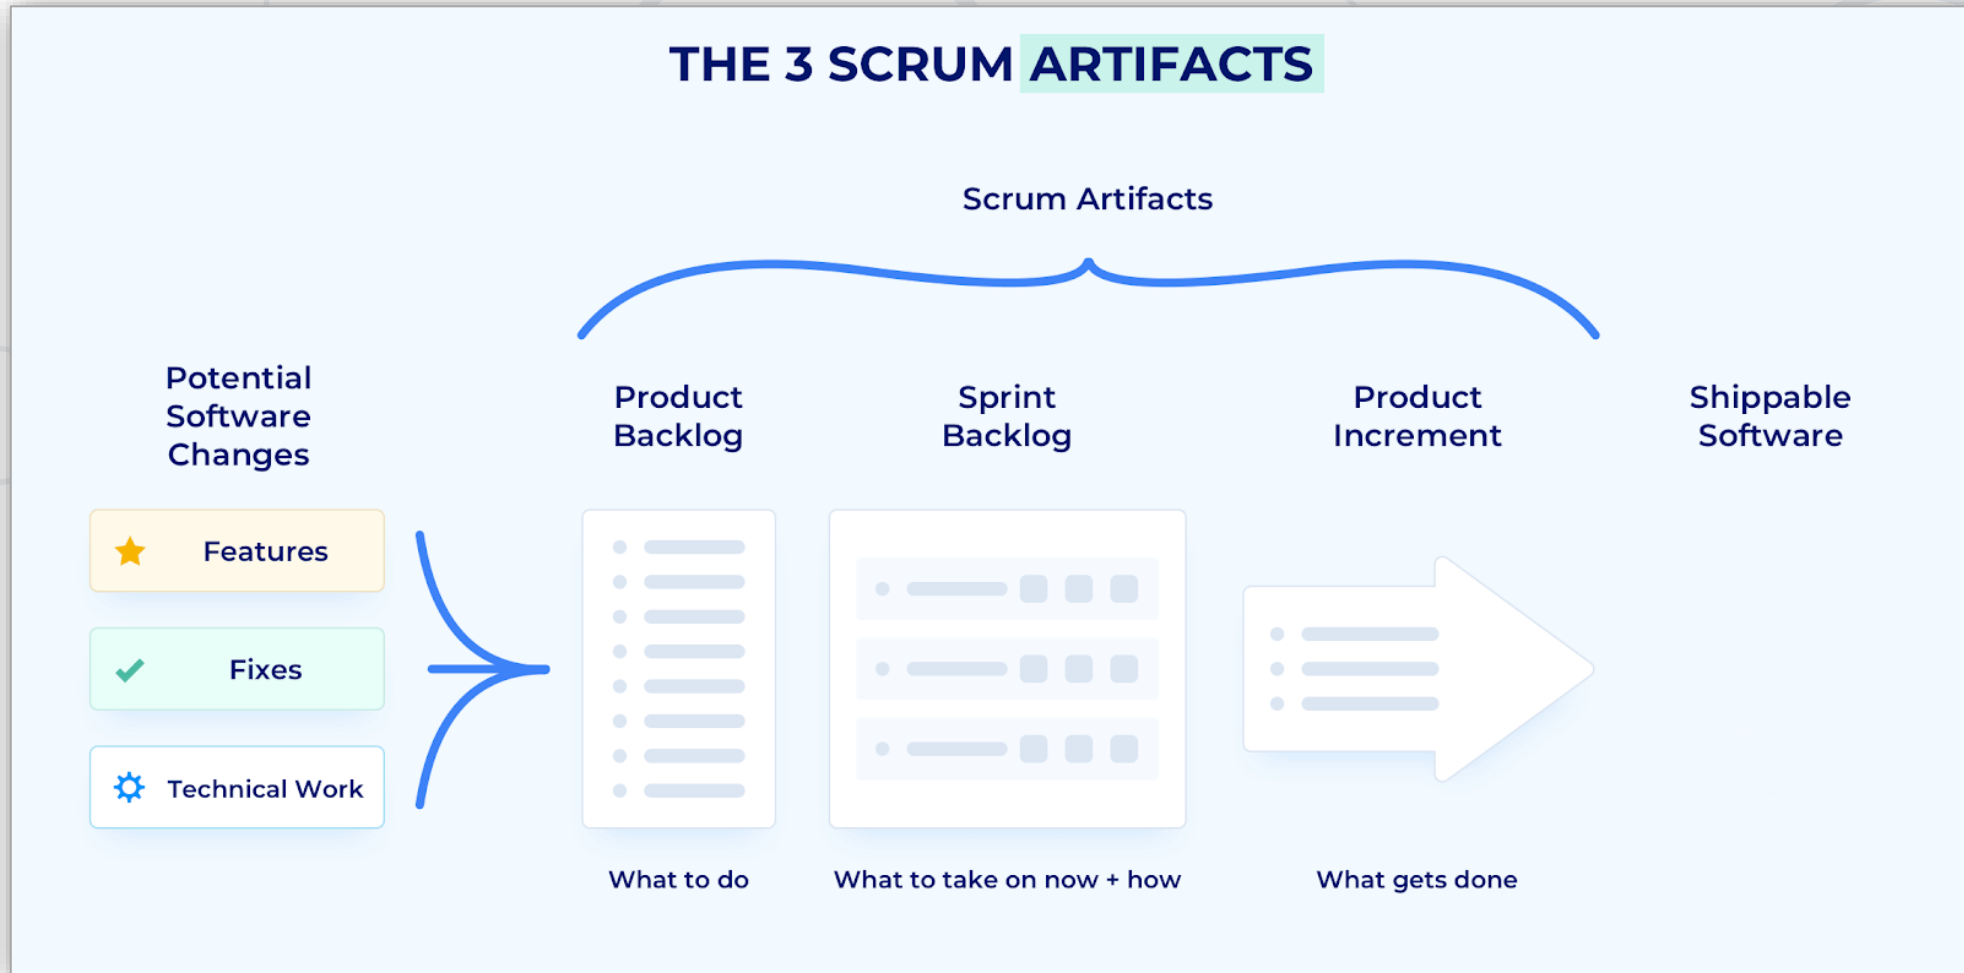 THE 3 SCRUM ARTIFACTS
Scrum Artifacts
Potential
Software
Changes
Product
Backlog
Sprint
Backlog
Product
Increment
Shippable
Software
Features
Fixes
Technical Work
What to do
What to take on now + how
What gets done